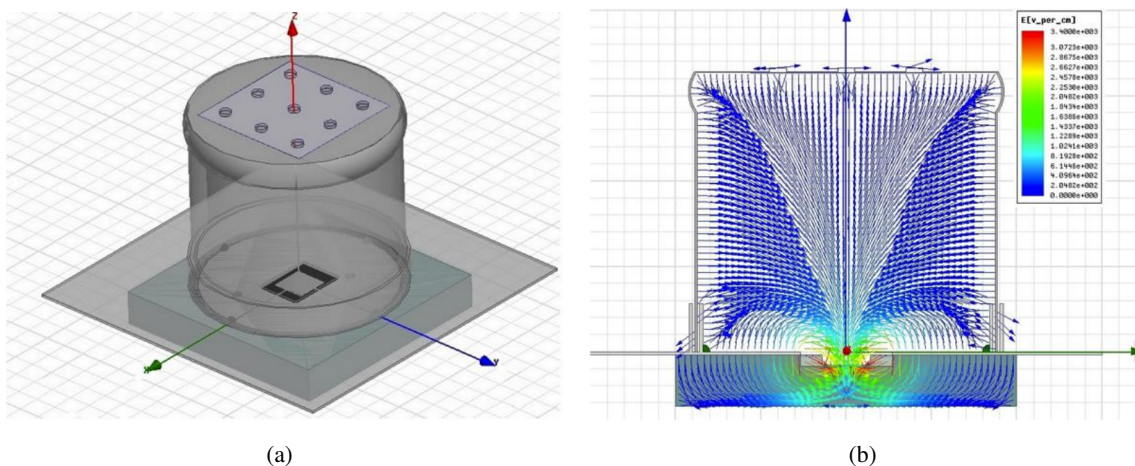 Z
X
Y
(a)
E[v_per_cm]
3.4000e+003
3.0723e+003
2.8675e+003
2.6627e+003
2.4578e+003
2.2530e+003
2.0482e+003
1.8434e+003
1.6386e+003
1.4337e+003
1.2289e+003
1.0241e+003
8.1928e+002
6.1446e+002
4.0964e+002
2.0482e+002
0.0000e+000
(b)